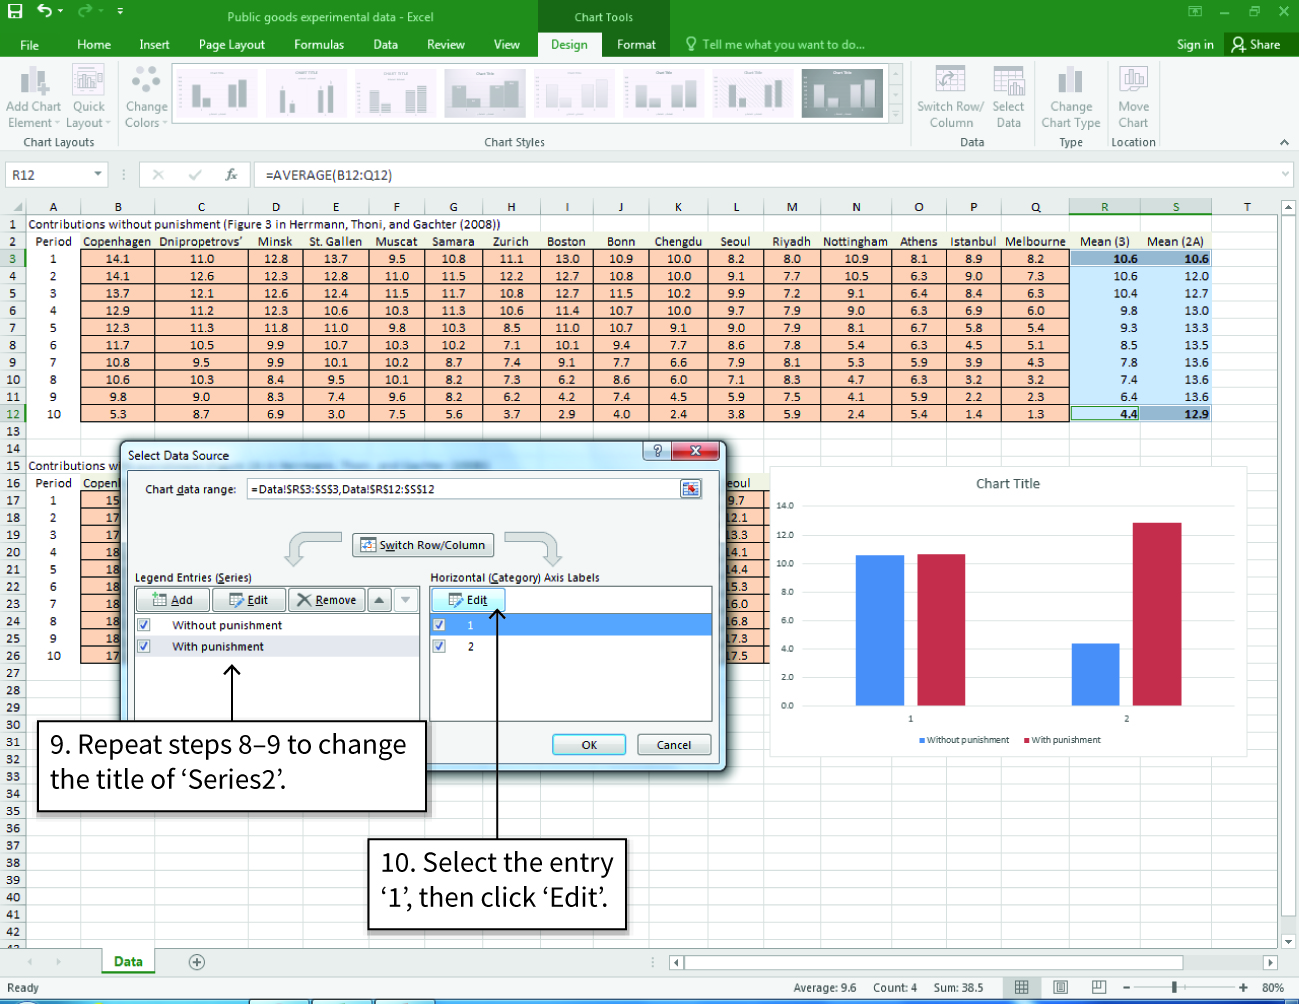 Public goods experimental data - Excel
Chart Tools
File Home Insert Page Layout Formulas Data Review View Design Format Tell me what you want to do... Sign in Share
Add Chart Element Quick Layout Change Colors Switch Row/ Column Select Data Change Chart Type Move Chart
Chart Layouts Chart Styles Data Type Location
R12 fx =AVERAGE(B12:Q12)
A B C D E F G H I J K L M N O P Q R S T
1 Contributions without punishment (Figure 3 in Herrmann, Thoni, and Gachter (2008))
2 Period Copenhagen Dnipropetrovs' Minsk St. Gallen Muscat Samara Zurich Boston Bonn Chengdu Seoul Riyadh Nottingham Athens Istanbul Melbourne Mean (3) Mean (2A)
3 1 14.1 11.0 12.8 13.7 9.5 10.8 11.1 13.0 10.9 10.0 8.2 8.0 10.9 8.1 8.9 8.2 10.6 10.6
4 2 14.1 12.6 12.3 12.8 11.0 11.5 12.2 12.7 10.8 10.0 9.1 7.7 10.5 6.3 9.0 7.3 10.6 12.0
5 3 13.7 12.1 12.6 12.4 11.5 11.7 10.8 12.7 11.5 10.2 9.9 7.2 9.1 6.4 8.4 6.3 10.4 12.7
6 4 12.9 11.2 12.3 10.6 10.3 11.3 10.6 11.4 10.7 10.0 9.7 7.9 9.0 6.3 6.9 6.0 9.8 13.0
7 5 12.3 11.3 11.8 11.0 9.8 10.3 8.5 11.0 10.7 9.1 9.0 7.9 8.1 6.7 5.8 5.4 9.3 13.3
8 6 11.7 10.5 9.9 10.7 10.3 10.2 7.1 10.1 9.4 7.7 8.6 7.8 5.4 6.3 4.5 5.1 8.5 13.5
9 7 10.8 9.5 9.9 10.1 10.2 8.7 7.4 9.1 7.7 6.6 7.9 8.1 5.3 5.9 3.9 4.3 7.8 13.6
10 8 10.6 10.3 8.4 9.5 10.1 8.2 7.3 6.2 8.6 6.0 7.1 8.3 4.7 6.3 3.2 3.2 7.4 13.6
11 9 9.8 9.0 8.3 7.4 9.6 8.2 6.2 4.2 7.4 4.5 5.9 7.5 4.1 5.9 2.2 2.3 6.4 13.6
12 10 5.3 8.7 6.9 3.0 7.5 5.6 3.7 2.9 4.0 2.4 3.8 5.9 2.4 5.4 1.4 1.3 4.4 12.9
13
14
15 Contributions w
16 Period Copenl eoul
17 1 15 9.7
18 2 17 12.1
19 3 18 13.3
20 4 18 14.1
21 5 18 14.4
22 6 18 15.3
23 7 18 16.0
24 8 18 16.8
25 9 18 17.3
26 10 17 17.5
27
28
29
30
31
32
33
34
35
36
37
38
39
40
41
42
Select Data Source
Chart data range: =Data!$R$3:$S$3,Data!$R$12:$S$12
Switch Row/Column
Legend Entries (Series) Horizontal (Category) Axis Labels
Add Edit Remove Edit
Without punishment 1
With punishment 2
OK Cancel
Chart Title
14.0
12.0
10.0
8.0
6.0
4.0
2.0
0.0
1 2
Without punishment With punishment
9. Repeat steps 8–9 to change
the title of ‘Series2’.
10. Select the entry
‘1’, then click ‘Edit’.
Data
Ready Average: 9.6 Count: 4 Sum: 38.5 80%